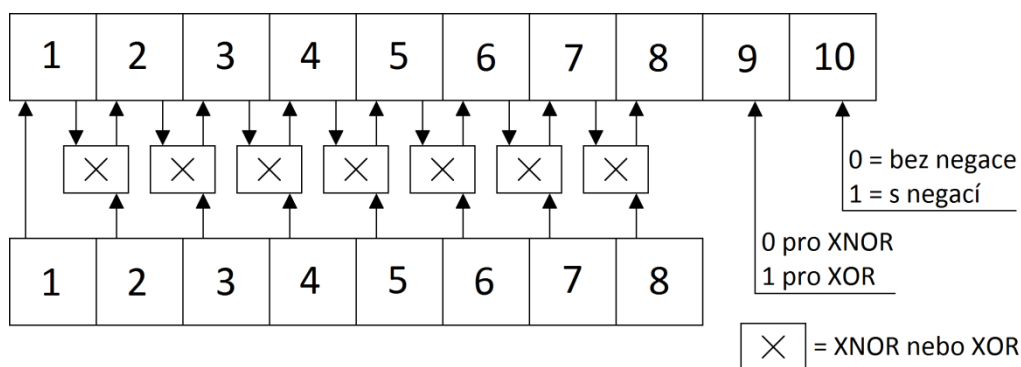 1 2 3 4 5 6 7 8 9 10
0 = bez negace
1 = s negací
0 pro XNOR
1 pro XOR
1 2 3 4 5 6 7 8
= XNOR nebo XOR